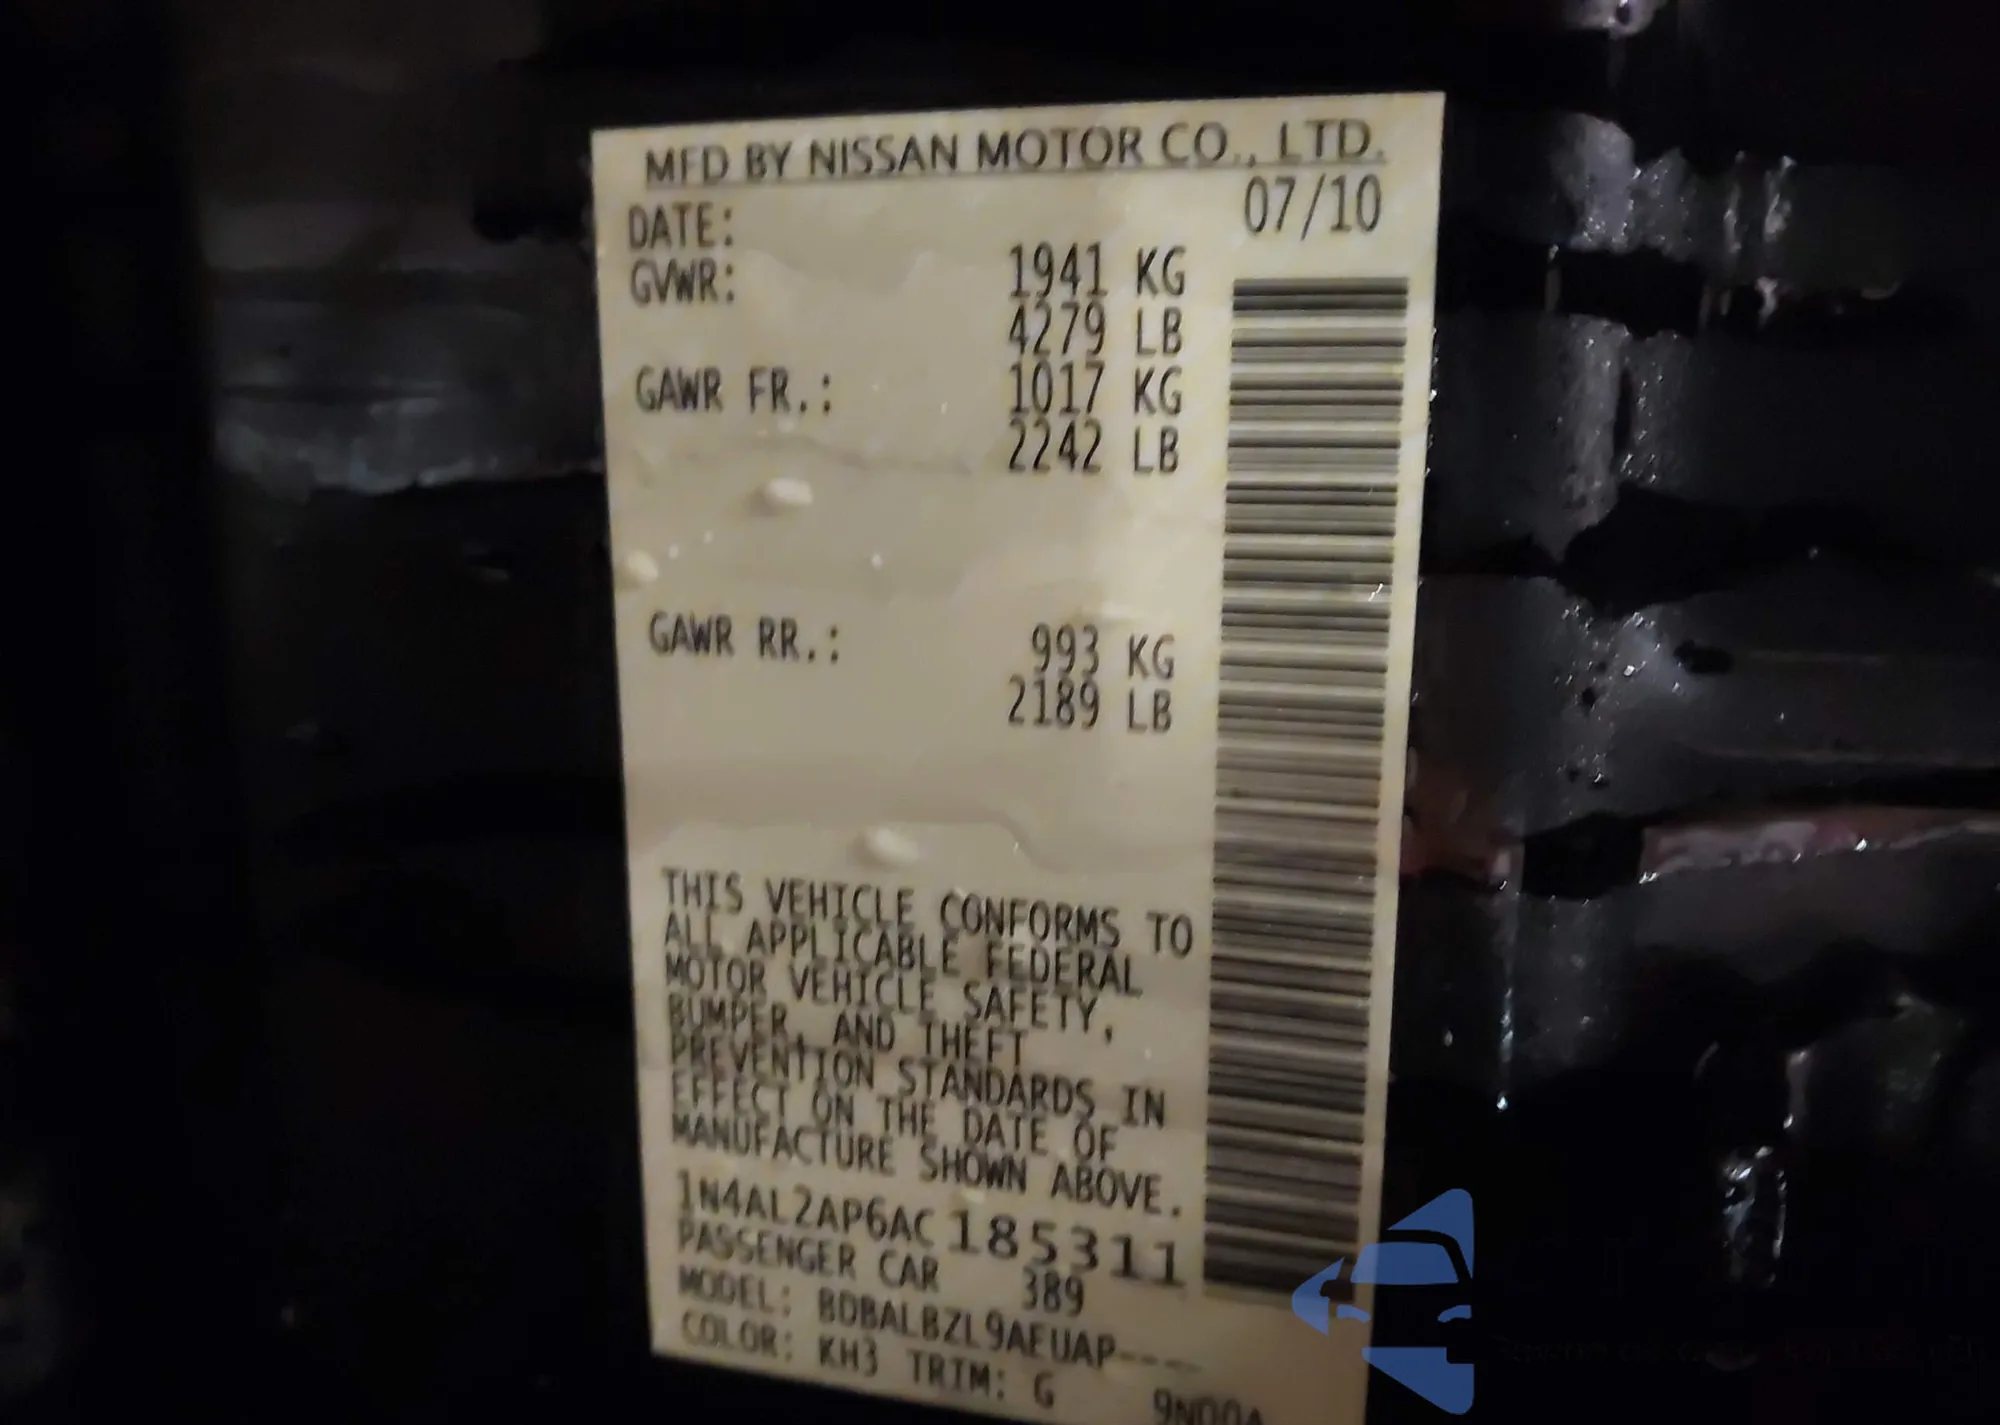 MFD BY NISSAN MOTOR CO., LTD.
DATE: 07/10
GVWR: 1941 KG
4279 LB
GAWR FR.: 1017 KG
2242 LB
GAWR RR.: 993 KG
2189 LB
THIS VEHICLE CONFORMS TO
ALL APPLICABLE FEDERAL
MOTOR VEHICLE SAFETY,
BUMPER, AND THEFT
PREVENTION STANDARDS IN
EFFECT ON THE DATE OF
MANUFACTURE SHOWN ABOVE.
1N4AL2AP6AC185311
PASSENGER CAR 389
MODEL: BDBALBZL9AEUAP----
COLOR: KH3 TRIM: G